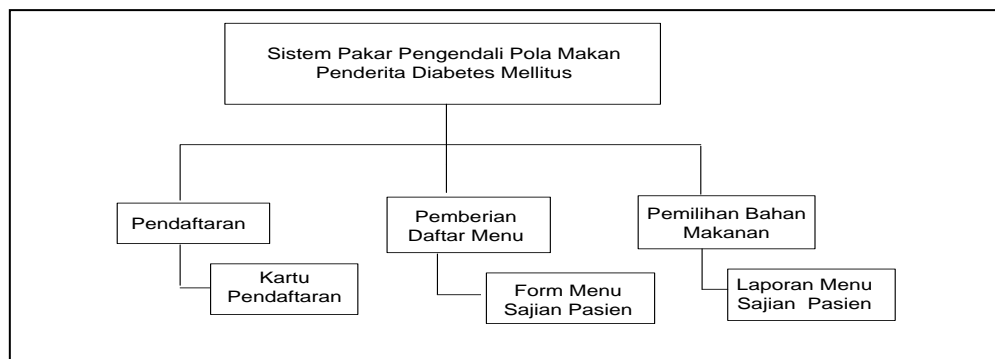 Sistem Pakar Pengendali Pola Makan
Penderita Diabetes Mellitus
Pendaftaran
Pemberian
Daftar Menu
Pemilihan Bahan
Makanan
Kartu
Pendaftaran
Form Menu
Sajian Pasien
Laporan Menu
Sajian Pasien